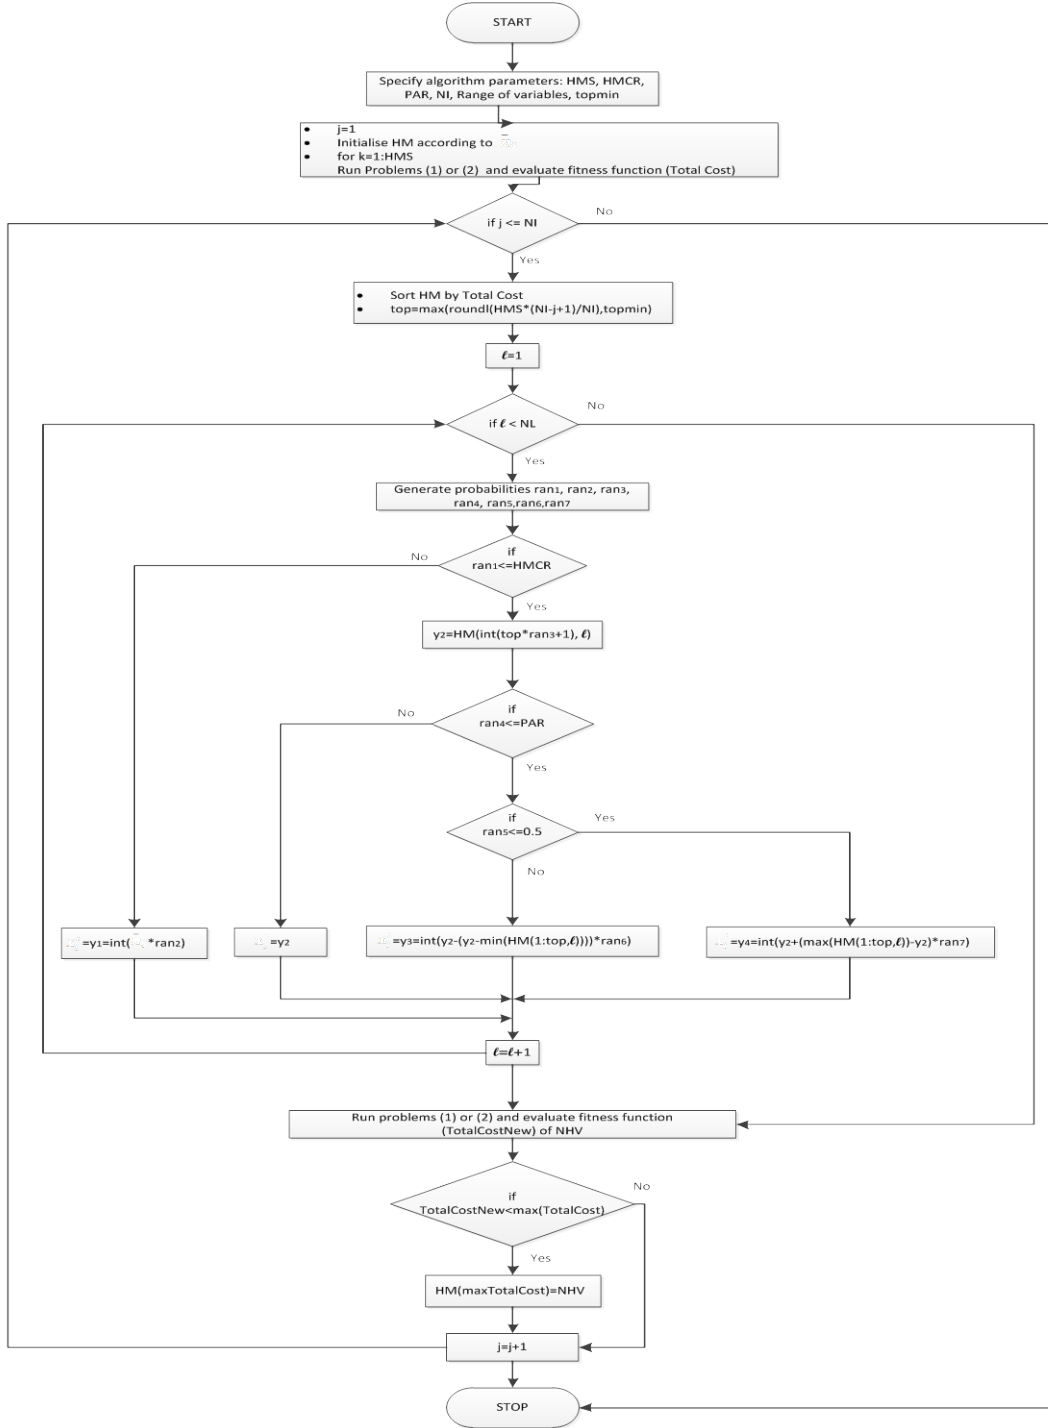 START
Specify algorithm parameters: HMS, HMCR,
PAR, NI, Range of variables, topmin
• j=1
• Initialise HM according to
• for k=1:HMS
Run Problems (1) or (2) and evaluate fitness function (Total Cost)
if j <= NI
No
Yes
• Sort HM by Total Cost
• top=max(roundl(HMS*(NI-j+1)/NI),topmin)
ℓ=1
if ℓ < NL
No
Yes
Generate probabilities ran1, ran2, ran3,
ran4, ran5,ran6,ran7
if
ran1<=HMCR
No
Yes
y2=HM(int(top*ran3+1), ℓ)
if
ran4<=PAR
No
Yes
if
ran5<=0.5
Yes
No
=y1=int( *ran2)
=y2
=y3=int(y2-(y2-min(HM(1:top,ℓ))))*ran6)
=y4=int(y2+(max(HM(1:top,ℓ))-y2)*ran7)
ℓ=ℓ+1
Run problems (1) or (2) and evaluate fitness function
(TotalCostNew) of NHV
if
TotalCostNew<max(TotalCost)
No
Yes
HM(maxTotalCost)=NHV
j=j+1
STOP